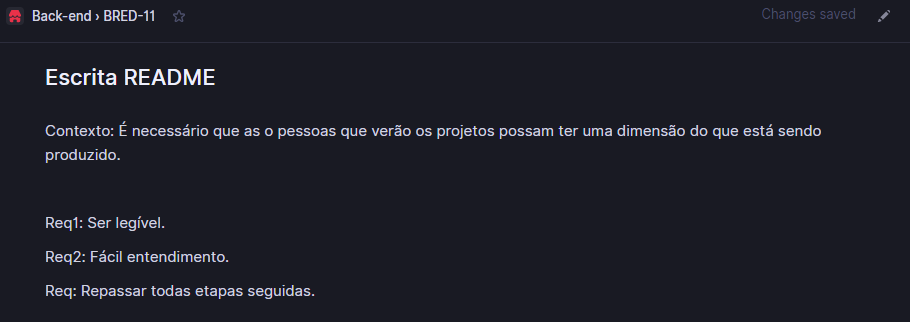 Back-end › BRED-11
Changes saved
Escrita README
Contexto: É necessário que as o pessoas que verão os projetos possam ter uma dimensão do que está sendo
produzido.
Req1: Ser legível.
Req2: Fácil entendimento.
Req: Repassar todas etapas seguidas.